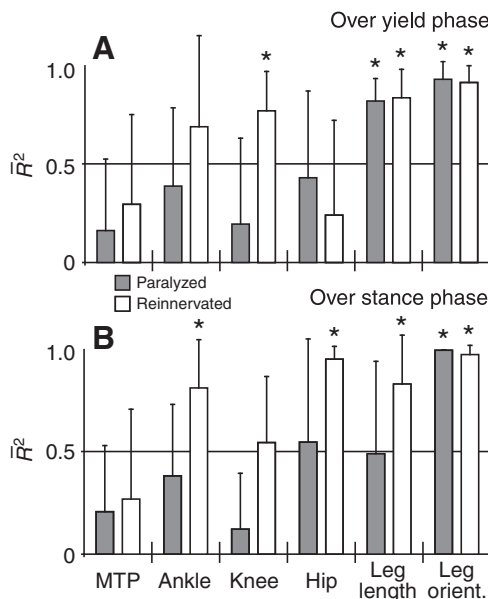 Over yield phase
A
* * * * *
1.0
R̄²
0.5
0
Paralyzed
Reinnervated
Over stance phase
B
* * * * *
1.0
R̄²
0.5
0
MTP Ankle Knee Hip Leg length Leg orient.